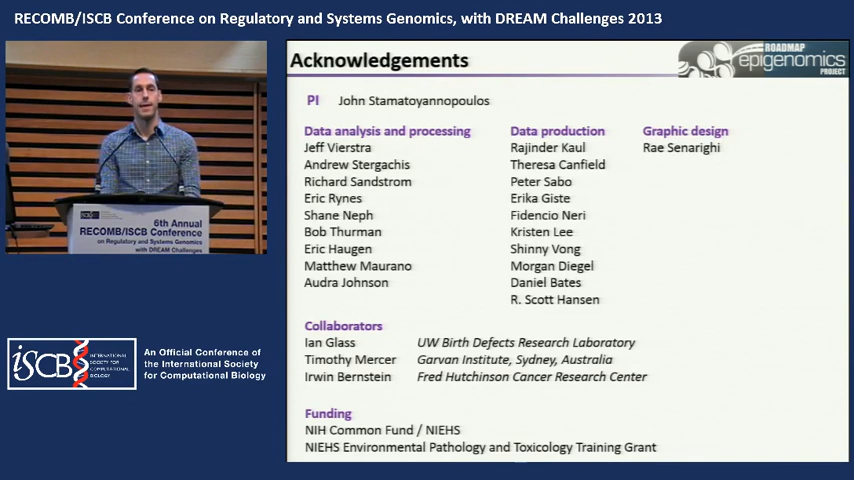 RECOMB/ISCB Conference on Regulatory and Systems Genomics, with DREAM Challenges 2013
Acknowledgements
ROADMAP
epigenomics
PROJECT
PI John Stamatoyannopoulos
Data analysis and processing
Jeff Vierstra
Andrew Stergachis
Richard Sandstrom
Eric Rynes
Shane Neph
Bob Thurman
Eric Haugen
Matthew Maurano
Audra Johnson
Data production
Rajinder Kaul
Theresa Canfield
Peter Sabo
Erika Giste
Fidencio Neri
Kristen Lee
Shinny Vong
Morgan Diegel
Daniel Bates
R. Scott Hansen
Graphic design
Rae Senarighi
Collaborators
Ian Glass UW Birth Defects Research Laboratory
Timothy Mercer Garvan Institute, Sydney, Australia
Irwin Bernstein Fred Hutchinson Cancer Research Center
Funding
NIH Common Fund / NIEHS
NIEHS Environmental Pathology and Toxicology Training Grant
6th Annual
RECOMB/ISCB Conference
on Regulatory and Systems Genomics
with DREAM Challenges
iSCB
INTERNATIONAL
SOCIETY FOR
COMPUTATIONAL
BIOLOGY
An Official Conference of
the International Society
for Computational Biology